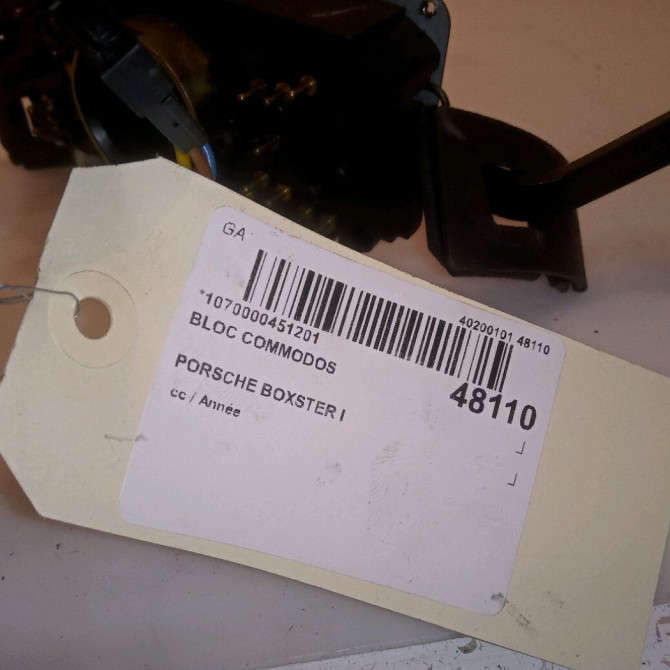 GA
*1070000451201
40200101 48110
BLOC COMMODOS
48110
PORSCHE BOXSTER I
cc / Année